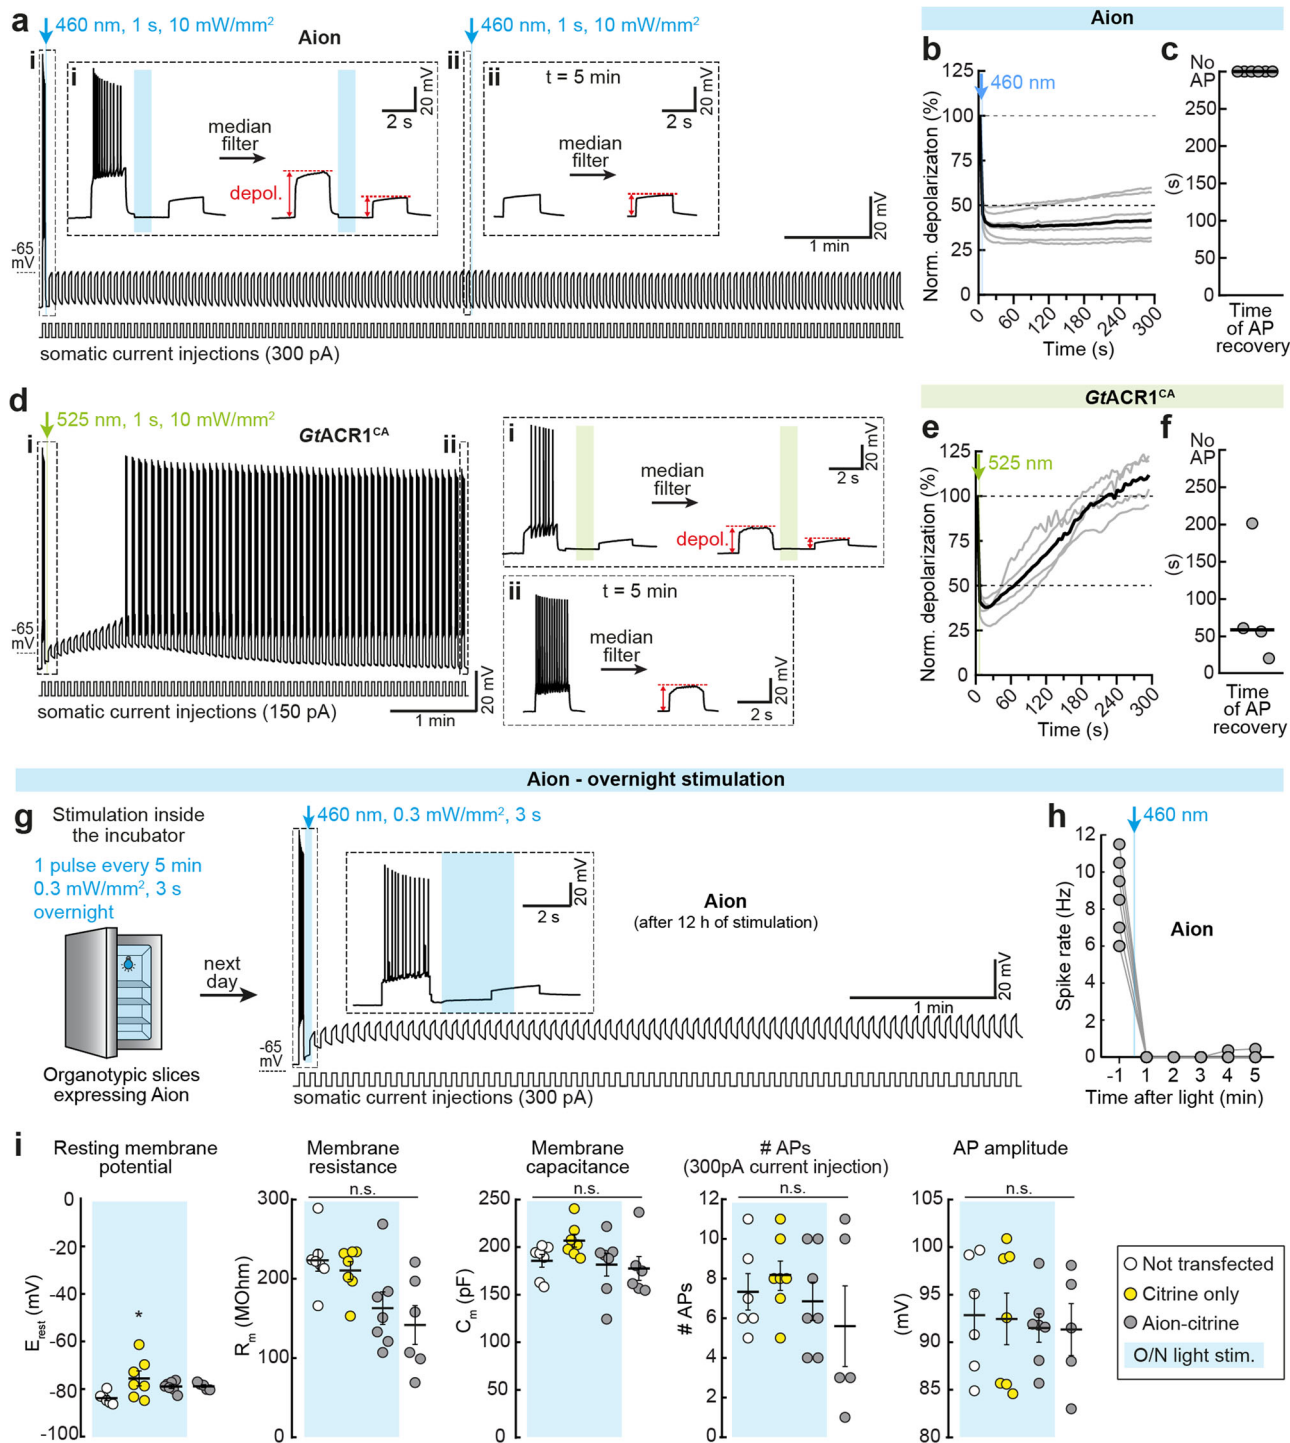 a
460 nm, 1 s, 10 mW/mm²
Aion
460 nm, 1 s, 10 mW/mm²
i
i
median
filter
depol.
2 s
20 mV
ii
ii
t = 5 min
median
filter
1 min
20 mV
-65
mV
somatic current injections (300 pA)
Aion
b
460 nm
Norm. depolarizaton (%)
125
100
75
50
25
0
0
60
120
180
240
300
Time (s)
c
No
AP
250
200
150
100
50
0
(s)
Time
of AP
recovery
d
525 nm, 1 s, 10 mW/mm²
GtACR1ᶜᴬ
i
ii
-65
mV
somatic current injections (150 pA)
1 min
20 mV
i
median
filter
depol.
2 s
20 mV
ii
t = 5 min
median
filter
2 s
20 mV
GtACR1ᶜᴬ
e
525 nm
Norm. depolarization (%)
125
100
75
50
25
0
0
60
120
180
240
300
Time (s)
f
No
AP
250
200
150
100
50
0
(s)
Time
of AP
recovery
Aion - overnight stimulation
g
Stimulation inside
the incubator
1 pulse every 5 min
0.3 mW/mm², 3 s
overnight
next
day
Organotypic slices
expressing Aion
460 nm, 0.3 mW/mm², 3 s
2 s
20 mV
Aion
(after 12 h of stimulation)
1 min
20 mV
-65
mV
somatic current injections (300 pA)
h
460 nm
Aion
Spike rate (Hz)
12
10
8
6
4
2
0
-1 1 2 3 4 5
Time after light (min)
i
Resting membrane
potential
Eᵣₑₛₜ (mV)
0
-20
-40
-60
-80
-100
*
Membrane
resistance
n.s.
Rₘ (MOhm)
300
200
100
0
Membrane
capacitance
n.s.
Cₘ (pF)
250
200
150
100
50
0
# APs
(300pA current injection)
n.s.
# APs
12
10
8
6
4
2
0
AP amplitude
n.s.
(mV)
105
100
95
90
85
80
Not transfected
Citrine only
Aion-citrine
O/N light stim.